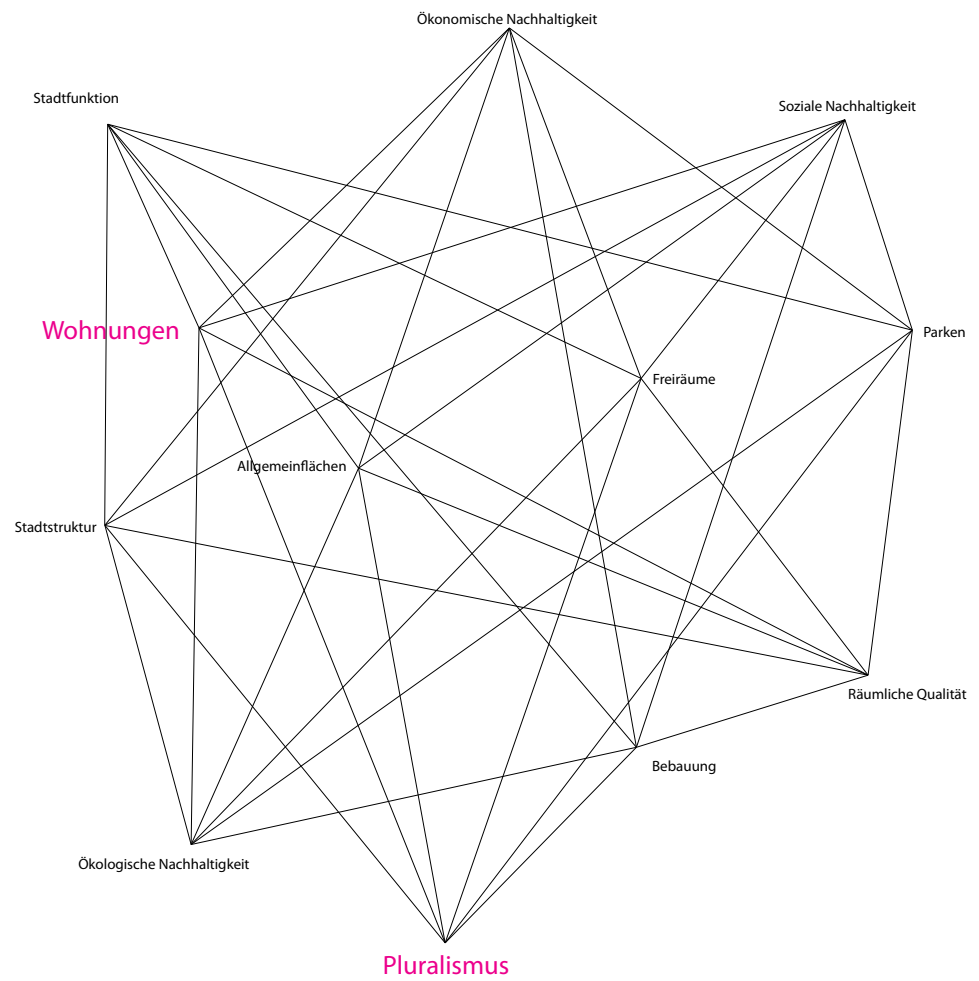 Ökonomische Nachhaltigkeit
Stadtfunktion
Soziale Nachhaltigkeit
Wohnungen
Parken
Freiräume
Allgemeinflächen
Stadtstruktur
Räumliche Qualität
Bebauung
Ökologische Nachhaltigkeit
Pluralismus